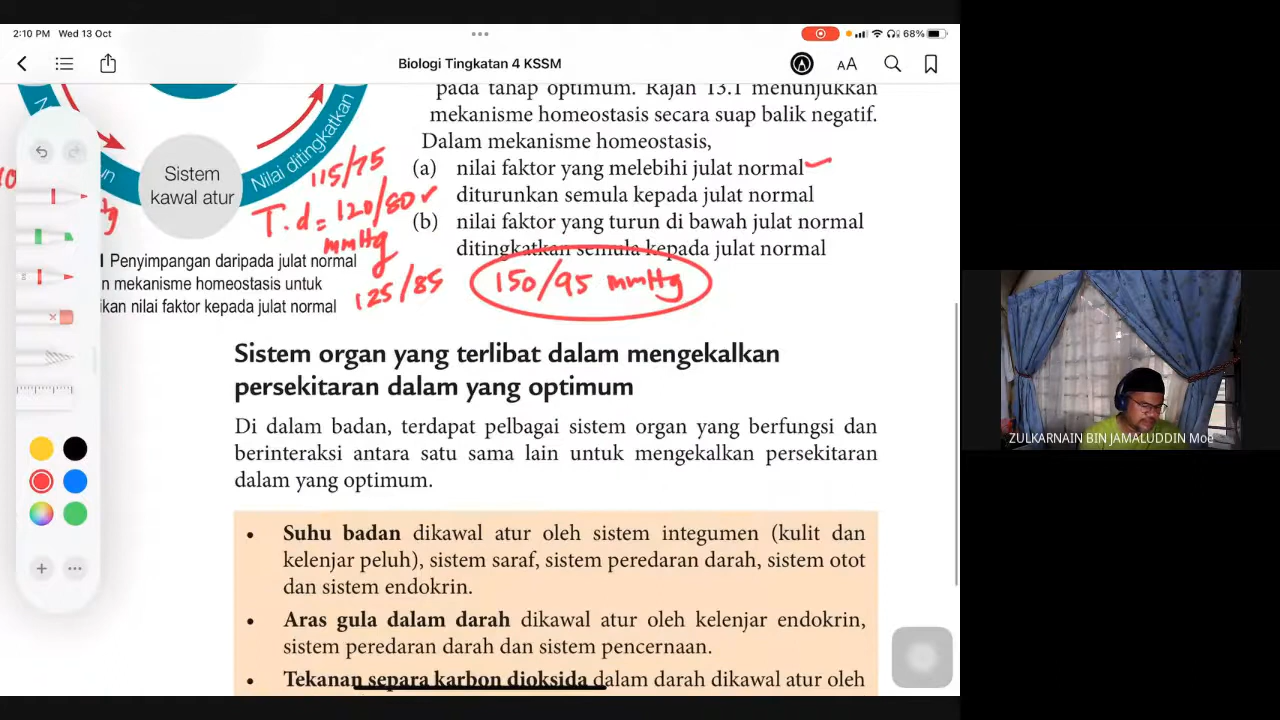 2:10 PM Wed 13 Oct
68%
Biologi Tingkatan 4 KSSM
AA
pada tahap optimum. Rajah 13.1 menunjukkan
mekanisme homeostasis secara suap balik negatif.
Dalam mekanisme homeostasis,
(a) nilai faktor yang melebihi julat normal
diturunkan semula kepada julat normal
(b) nilai faktor yang turun di bawah julat normal
ditingkatkan semula kepada julat normal
Sistem
kawal atur
Nilai ditingkatkan
115/75
T.d = 120/80
mmHg
125/85
150/95 mmHg
Penyimpangan daripada julat normal
n mekanisme homeostasis untuk
ikan nilai faktor kepada julat normal
Sistem organ yang terlibat dalam mengekalkan
persekitaran dalam yang optimum
Di dalam badan, terdapat pelbagai sistem organ yang berfungsi dan
berinteraksi antara satu sama lain untuk mengekalkan persekitaran
dalam yang optimum.
• Suhu badan dikawal atur oleh sistem integumen (kulit dan
kelenjar peluh), sistem saraf, sistem peredaran darah, sistem otot
dan sistem endokrin.
• Aras gula dalam darah dikawal atur oleh kelenjar endokrin,
sistem peredaran darah dan sistem pencernaan.
• Tekanan separa karbon dioksida dalam darah dikawal atur oleh
ZULKARNAIN BIN JAMALUDDIN Moe